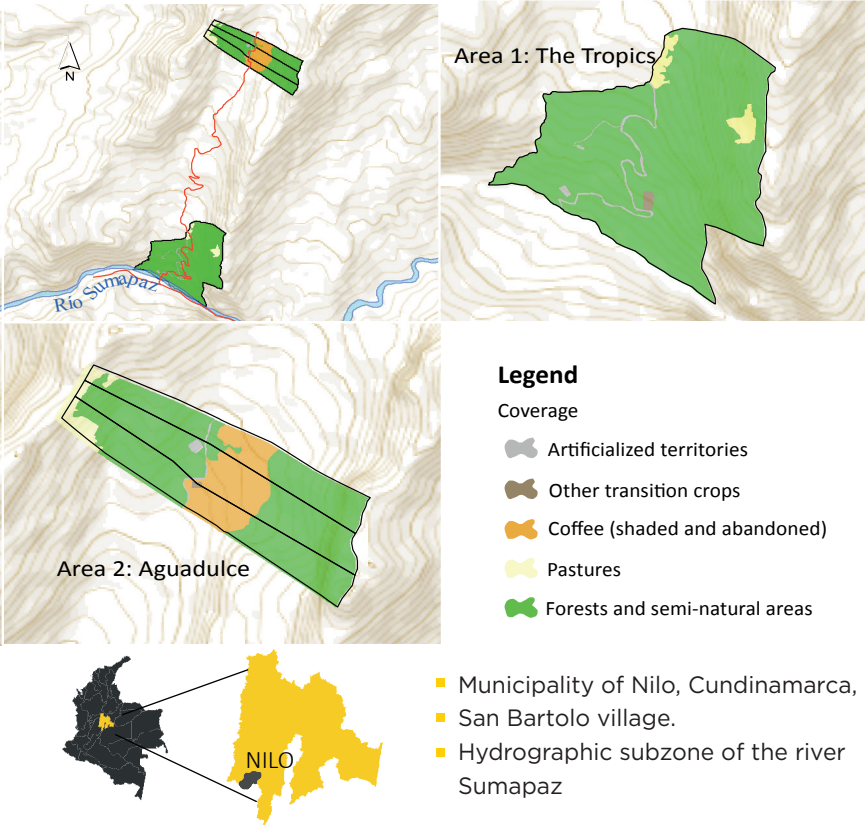 N
Río Sumapaz
Area 1: The Tropics
Area 2: Aguadulce
Legend
Coverage
Artificialized territories
Other transition crops
Coffee (shaded and abandoned)
Pastures
Forests and semi-natural areas
NILO
Municipality of Nilo, Cundinamarca,
San Bartolo village.
Hydrographic subzone of the river
Sumapaz